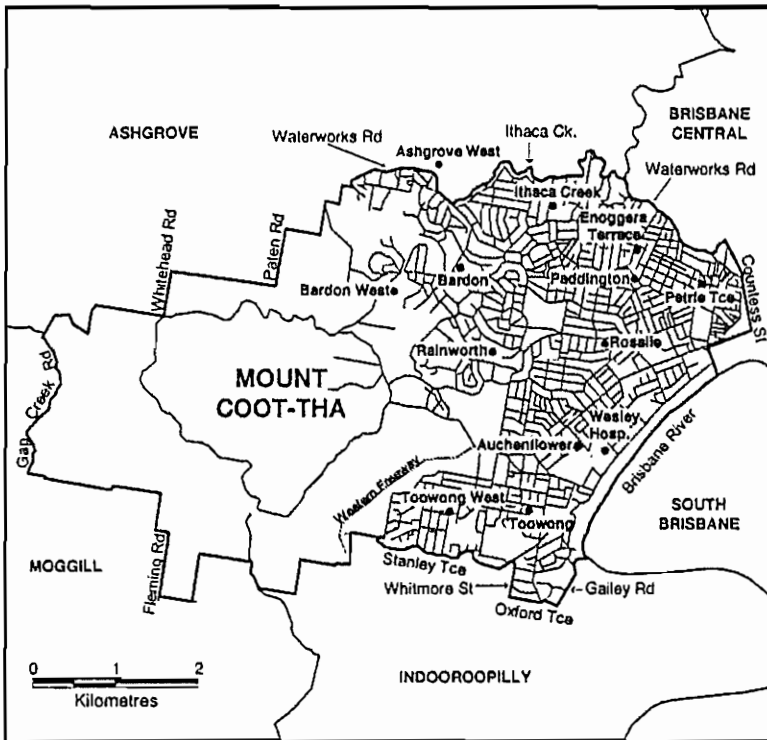 BRISBANE
CENTRAL
ASHGROVE
Waterworks Rd
Ithaca Ck.
Ashgrove West
Waterworks Rd
Ithaca Creek
Enoggera
Terrace
Whitehead Rd
Paten Rd
Bardon West
Bardon
Paddington
Petrie Tce
Countess St
Rainworth
Rosalie
Gap Creek Rd
MOUNT
COOT-THA
Wesley
Hosp.
Auchenflower
Brisbane River
Western Freeway
Toowong West
Toowong
SOUTH
BRISBANE
MOGGILL
Fleming Rd
Stanley Tce
Whitmore St
Gailey Rd
Oxford Tce
0 1 2
Kilometres
INDOOROOPILLY